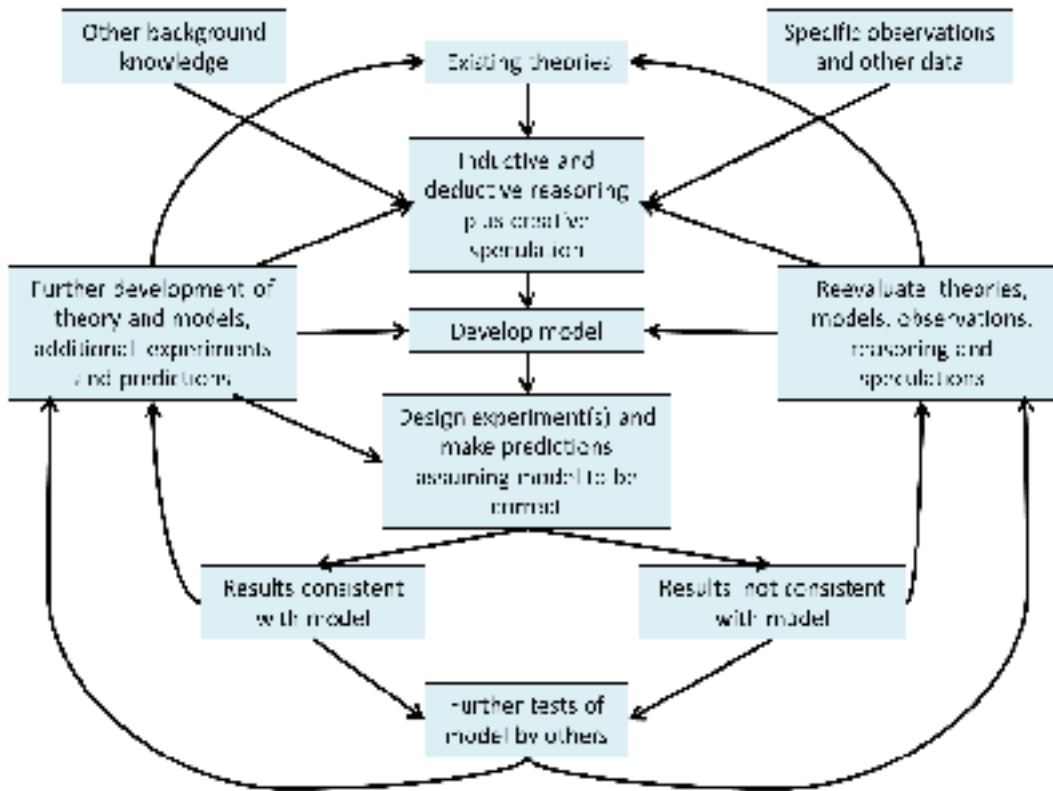 Other background
knowledge
Existing theories
Specific observations
and other data
Inductive and
deductive reasoning
plus creative
speculation
Further development of
theory and models,
additional experiments
and predictions
Develop model
Reevaluate theories,
models, observations,
reasoning and
speculations
Design experiment(s) and
make predictions
assuming model to be
correct
Results consistent
with model
Results not consistent
with model
Further tests of
model by others